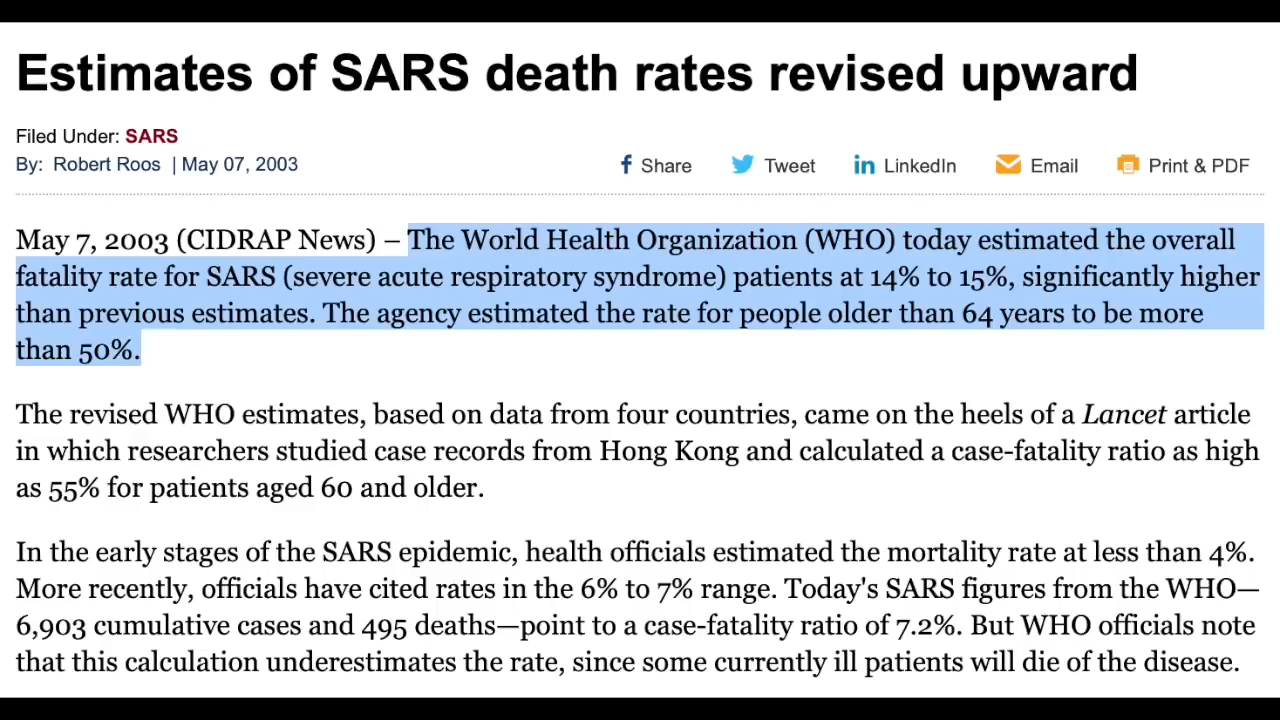 Estimates of SARS death rates revised upward
Filed Under: SARS
By: Robert Roos | May 07, 2003
Share Tweet LinkedIn Email Print & PDF
May 7, 2003 (CIDRAP News) – The World Health Organization (WHO) today estimated the overall
fatality rate for SARS (severe acute respiratory syndrome) patients at 14% to 15%, significantly higher
than previous estimates. The agency estimated the rate for people older than 64 years to be more
than 50%.
The revised WHO estimates, based on data from four countries, came on the heels of a Lancet article
in which researchers studied case records from Hong Kong and calculated a case-fatality ratio as high
as 55% for patients aged 60 and older.
In the early stages of the SARS epidemic, health officials estimated the mortality rate at less than 4%.
More recently, officials have cited rates in the 6% to 7% range. Today's SARS figures from the WHO—
6,903 cumulative cases and 495 deaths—point to a case-fatality ratio of 7.2%. But WHO officials note
that this calculation underestimates the rate, since some currently ill patients will die of the disease.